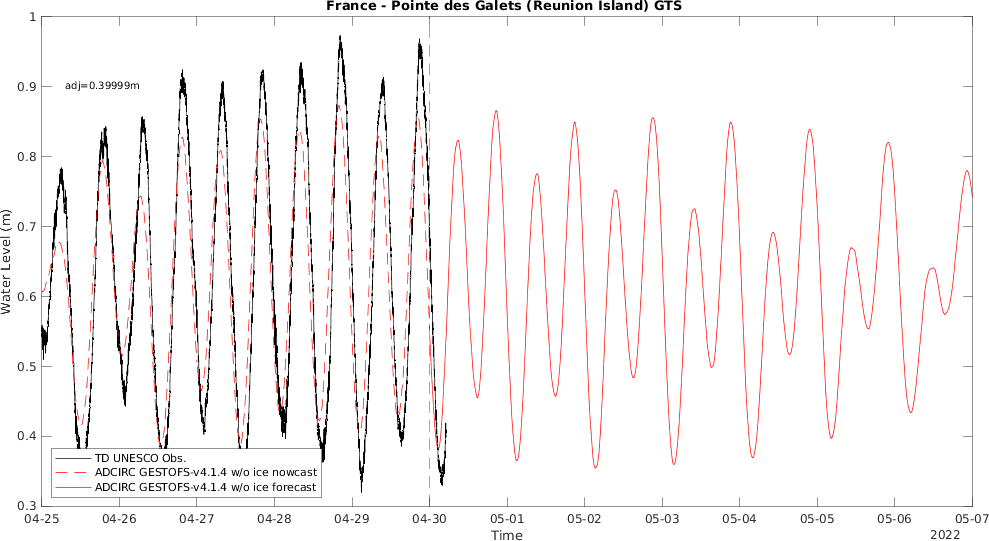 France - Pointe des Galets (Reunion Island) GTS
adj=0.39999m
Water Level (m)
1
0.9
0.8
0.7
0.6
0.5
0.4
0.3
TD UNESCO Obs.
ADCIRC GESTOFS-v4.1.4 w/o ice nowcast
ADCIRC GESTOFS-v4.1.4 w/o ice forecast
04-25 04-26 04-27 04-28 04-29 04-30 05-01 05-02 05-03 05-04 05-05 05-06 05-07
Time
2022